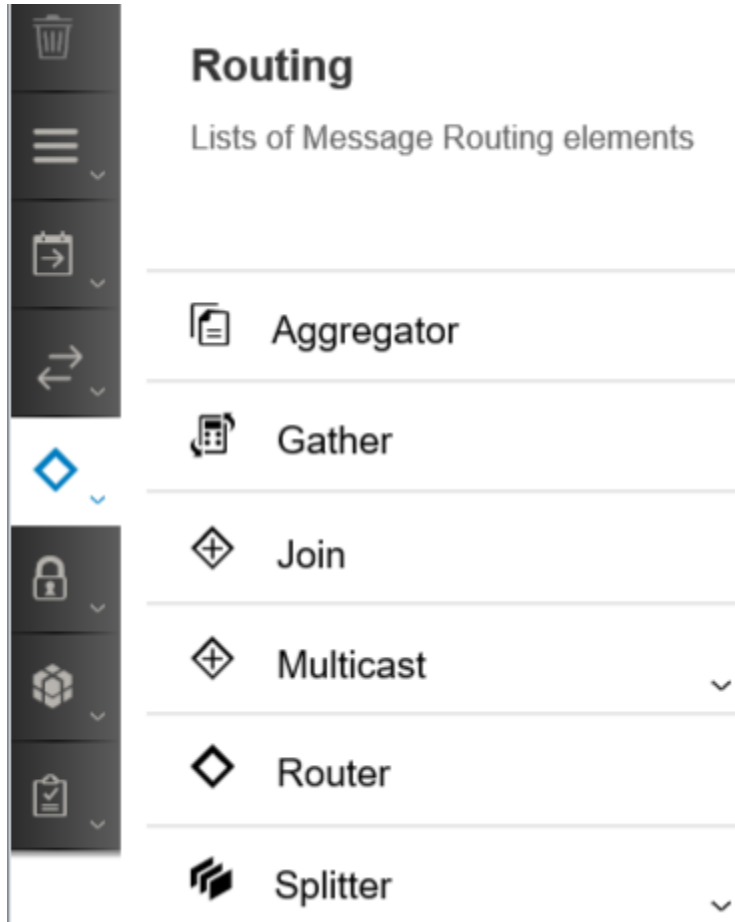 Routing
Lists of Message Routing elements
Aggregator
Gather
Join
Multicast
Router
Splitter